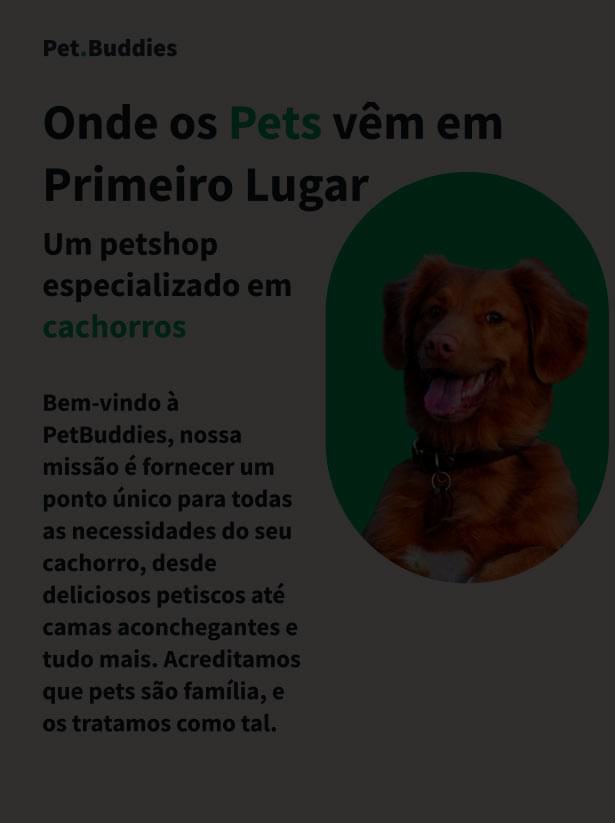 Pet.Buddies
Onde os Pets vêm em
Primeiro Lugar
Um petshop
especializado em
cachorros
Bem-vindo à
PetBuddies, nossa
missão é fornecer um
ponto único para todas
as necessidades do seu
cachorro, desde
deliciosos petiscos até
camas aconchegantes e
tudo mais. Acreditamos
que pets são família, e
os tratamos como tal.